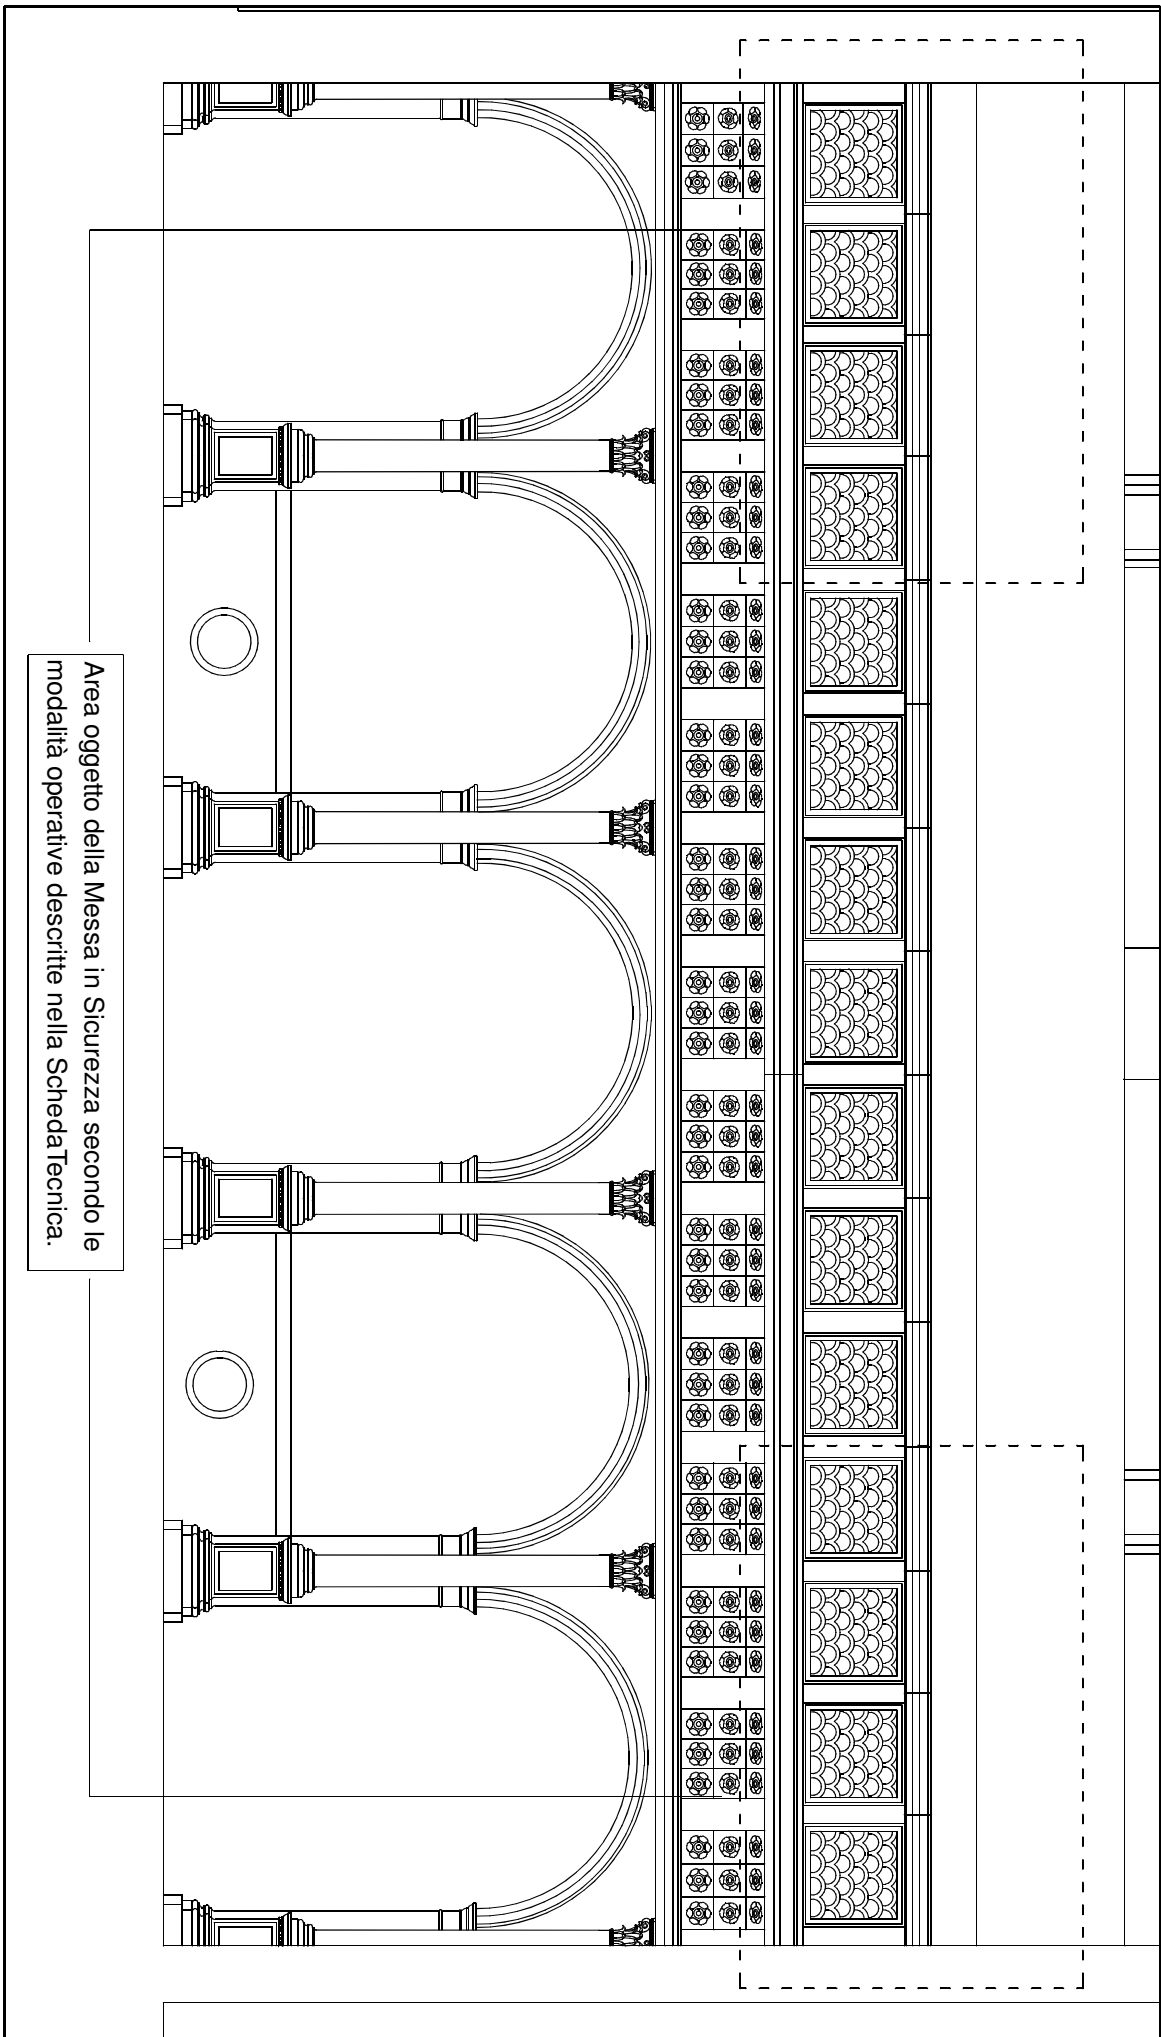 Area oggetto della Messa in Sicurezza secondo le
modalità operative descritte nella SchedaTecnica.